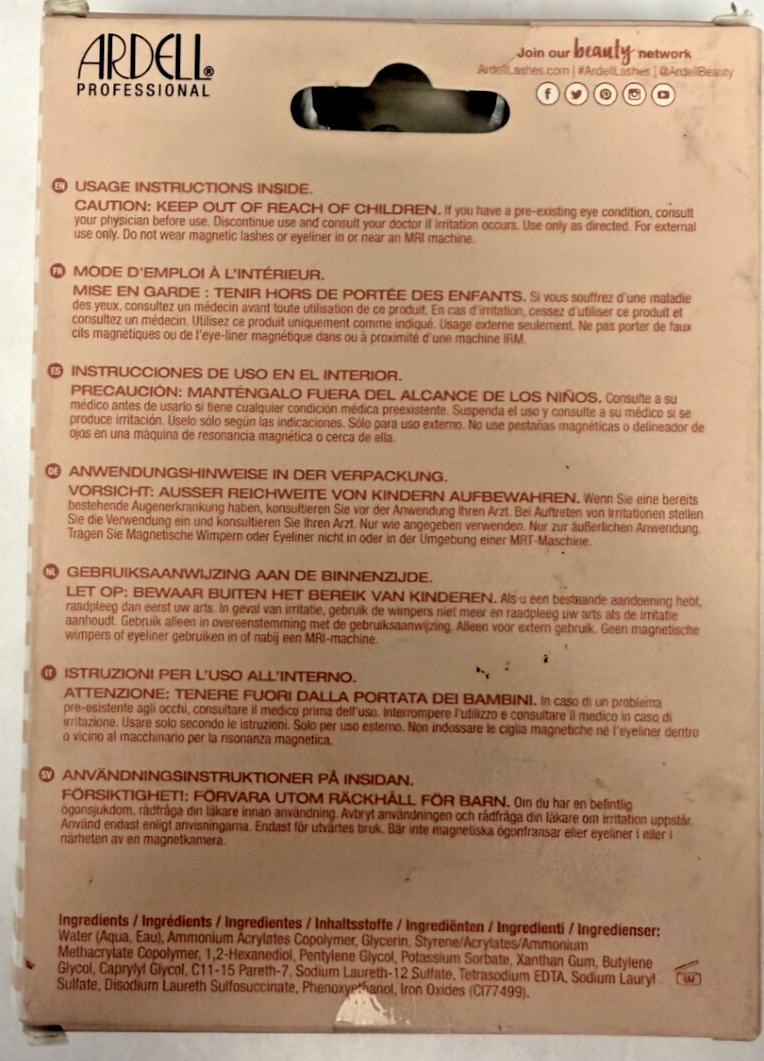 ARDELL®
PROFESSIONAL
Join our beauty network
ArdellLashes.com | #ArdellLashes | @ArdellBeauty
EN USAGE INSTRUCTIONS INSIDE.
CAUTION: KEEP OUT OF REACH OF CHILDREN. If you have a pre-existing eye condition, consult
your physician before use. Discontinue use and consult your doctor if irritation occurs. Use only as directed. For external
use only. Do not wear magnetic lashes or eyeliner in or near an MRI machine.
FR MODE D'EMPLOI À L'INTÉRIEUR.
MISE EN GARDE : TENIR HORS DE PORTÉE DES ENFANTS. Si vous souffrez d'une maladie
des yeux, consultez un médecin avant toute utilisation de ce produit. En cas d'irritation, cessez d'utiliser ce produit et
consultez un médecin. Utilisez ce produit uniquement comme indiqué. Usage externe seulement. Ne pas porter de faux
cils magnétiques ou de l'eye-liner magnétique dans ou à proximité d'une machine IRM.
ES INSTRUCCIONES DE USO EN EL INTERIOR.
PRECAUCIÓN: MANTÉNGALO FUERA DEL ALCANCE DE LOS NIÑOS. Consulte a su
médico antes de usarlo si tiene cualquier condición médica preexistente. Suspenda el uso y consulte a su médico si se
produce irritación. Úselo sólo según las indicaciones. Sólo para uso externo. No use pestañas magnéticas o delineador de
ojos en una máquina de resonancia magnética o cerca de ella.
DE ANWENDUNGSHINWEISE IN DER VERPACKUNG.
VORSICHT: AUSSER REICHWEITE VON KINDERN AUFBEWAHREN. Wenn Sie eine bereits
bestehende Augenerkrankung haben, konsultieren Sie vor der Anwendung Ihren Arzt. Bei Auftreten von Irritationen stellen
Sie die Verwendung ein und konsultieren Sie Ihren Arzt. Nur wie angegeben verwenden. Nur zur äußerlichen Anwendung.
Tragen Sie Magnetische Wimpern oder Eyeliner nicht in oder in der Umgebung einer MRT-Maschine.
NL GEBRUIKSAANWIJZING AAN DE BINNENZIJDE.
LET OP: BEWAAR BUITEN HET BEREIK VAN KINDEREN. Als u een bestaande aandoening hebt,
raadpleeg dan eerst uw arts. In geval van irritatie, gebruik de wimpers niet meer en raadpleeg uw arts als de irritatie
aanhoudt. Gebruik alleen in overeenstemming met de gebruiksaanwijzing. Alleen voor extern gebruik. Geen magnetische
wimpers of eyeliner gebruiken in of nabij een MRI-machine.
IT ISTRUZIONI PER L'USO ALL'INTERNO.
ATTENZIONE: TENERE FUORI DALLA PORTATA DEI BAMBINI. In caso di un problema
pre-esistente agli occhi, consultare il medico prima dell'uso. Interrompere l'utilizzo e consultare il medico in caso di
irritazione. Usare solo secondo le istruzioni. Solo per uso esterno. Non indossare le ciglia magnetiche né l'eyeliner dentro
o vicino al macchinario per la risonanza magnetica.
SV ANVÄNDNINGSINSTRUKTIONER PÅ INSIDAN.
FÖRSIKTIGHET!: FÖRVARA UTOM RÄCKHÅLL FÖR BARN. Om du har en befintlig
ögonsjukdom, rådfråga din läkare innan användning. Avbryt användningen och rådfråga din läkare om irritation uppstår.
Använd endast enligt anvisningarna. Endast för utvärtes bruk. Bär inte magnetiska ögonfransar eller eyeliner i eller i
närheten av en magnetkamera.
Ingredients / Ingrédients / Ingredientes / Inhaltsstoffe / Ingrediënten / Ingredienti / Ingredienser:
Water (Aqua, Eau), Ammonium Acrylates Copolymer, Glycerin, Styrene/Acrylates/Ammonium
Methacrylate Copolymer, 1,2-Hexanediol, Pentylene Glycol, Potassium Sorbate, Xanthan Gum, Butylene
Glycol, Caprylyl Glycol, C11-15 Pareth-7, Sodium Laureth-12 Sulfate, Tetrasodium EDTA, Sodium Lauryl
Sulfate, Disodium Laureth Sulfosuccinate, Phenoxyethanol, Iron Oxides (CI77499).